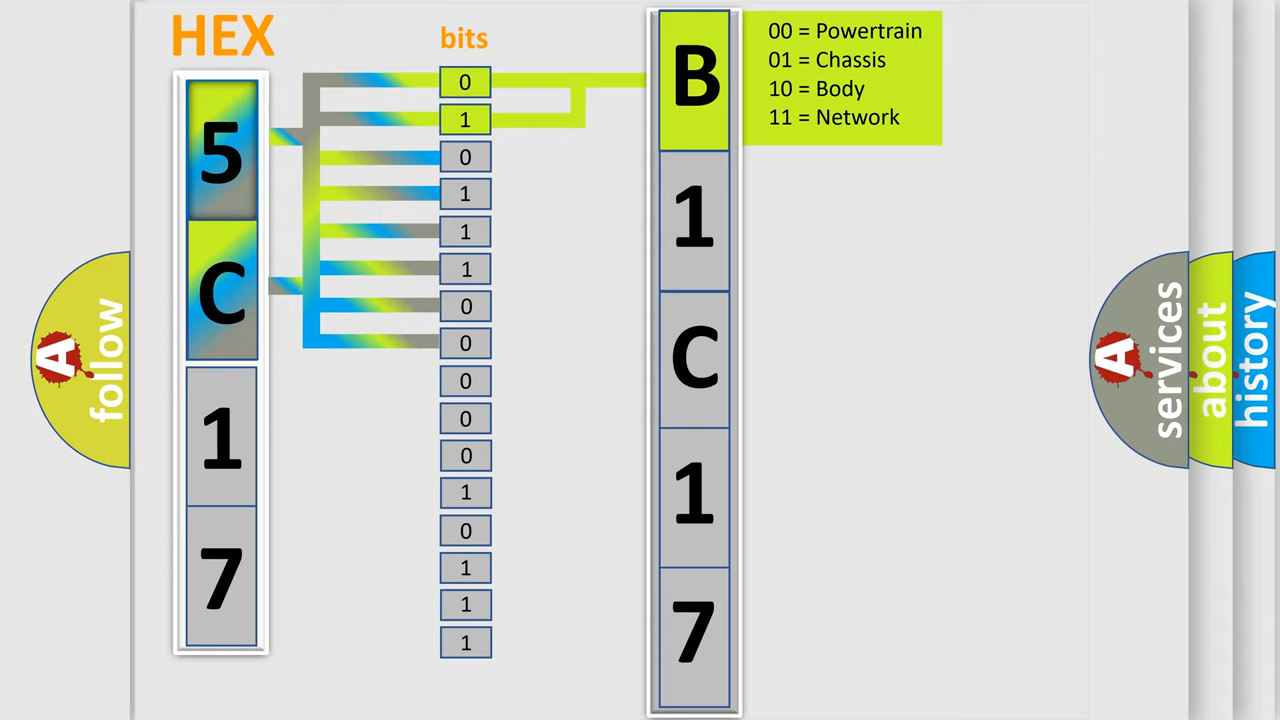 HEX
5
C
1
7
bits
0
1
0
1
1
1
0
0
0
0
0
1
0
1
1
1
B
1
C
1
7
00 = Powertrain
01 = Chassis
10 = Body
11 = Network
A
follow
A
services
about
history